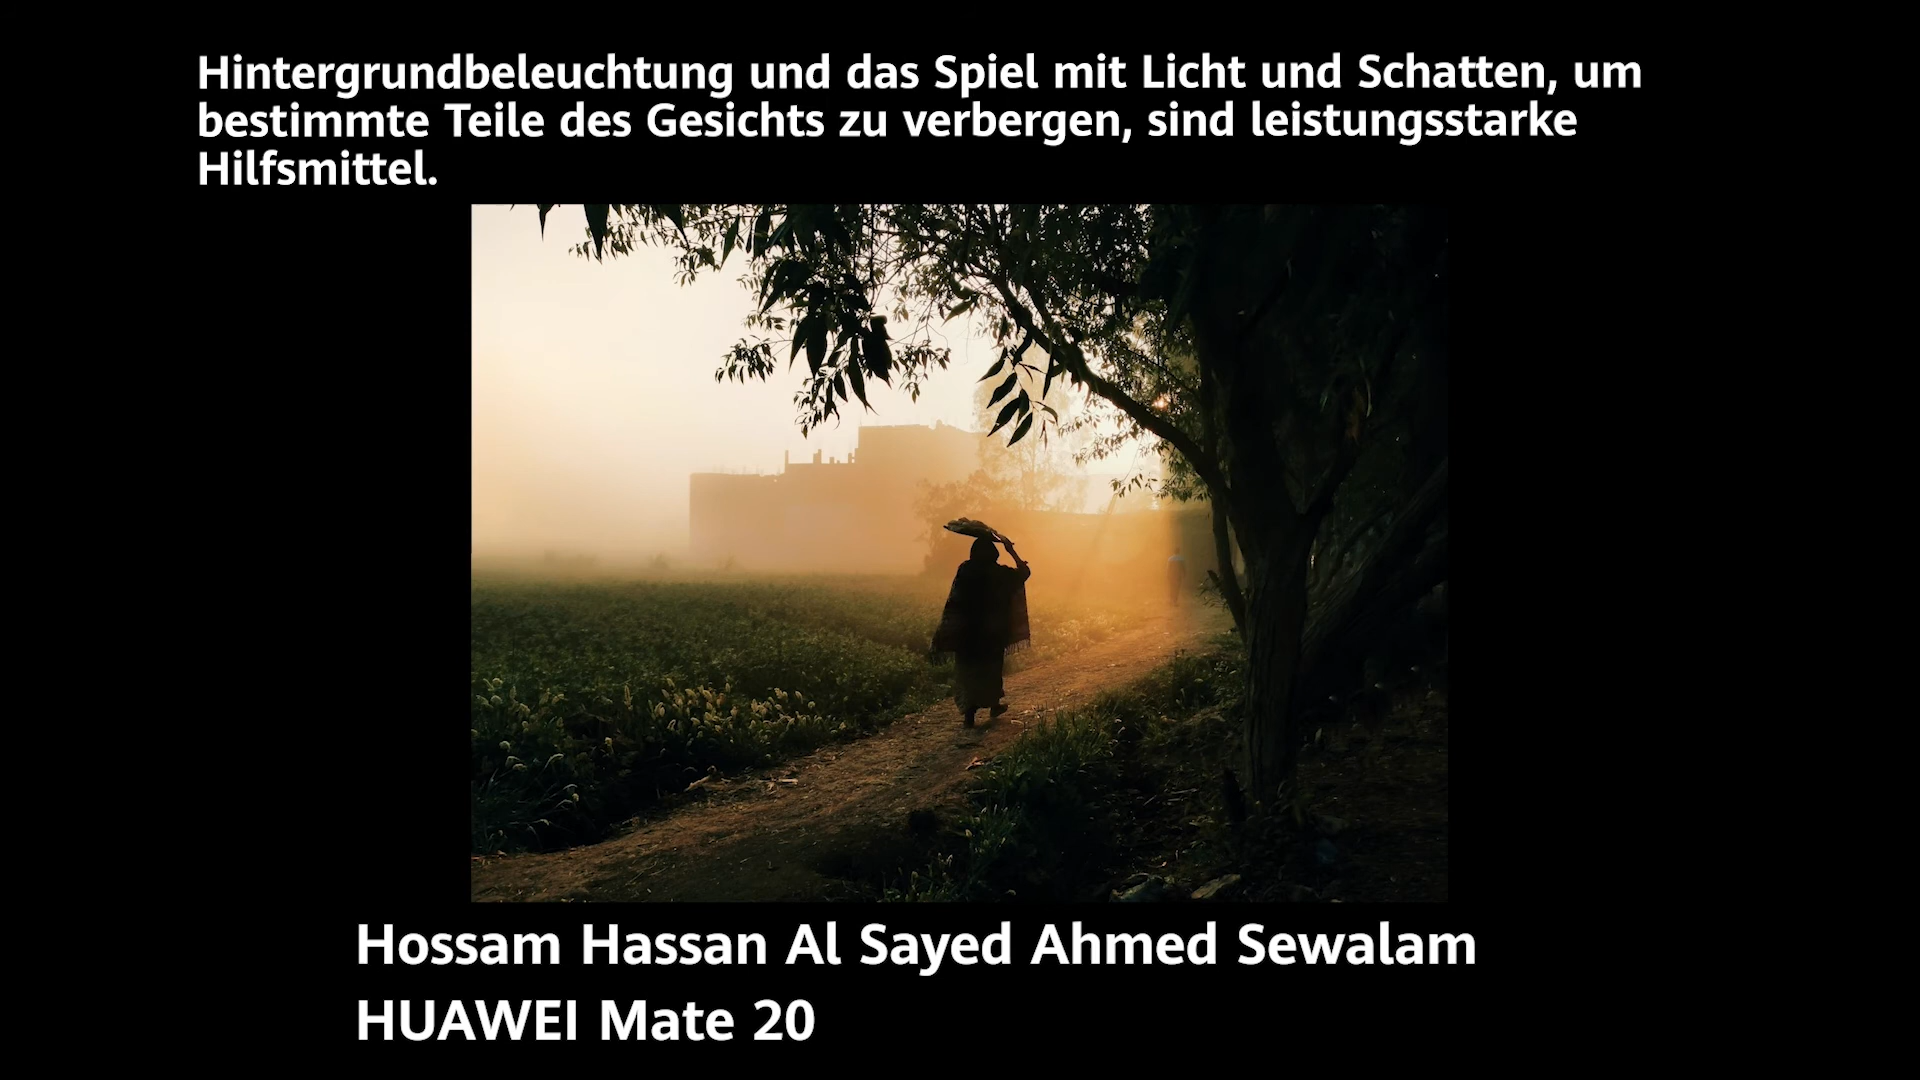 Hintergrundbeleuchtung und das Spiel mit Licht und Schatten, um
bestimmte Teile des Gesichts zu verbergen, sind leistungsstarke
Hilfsmittel.
Hossam Hassan Al Sayed Ahmed Sewalam
HUAWEI Mate 20